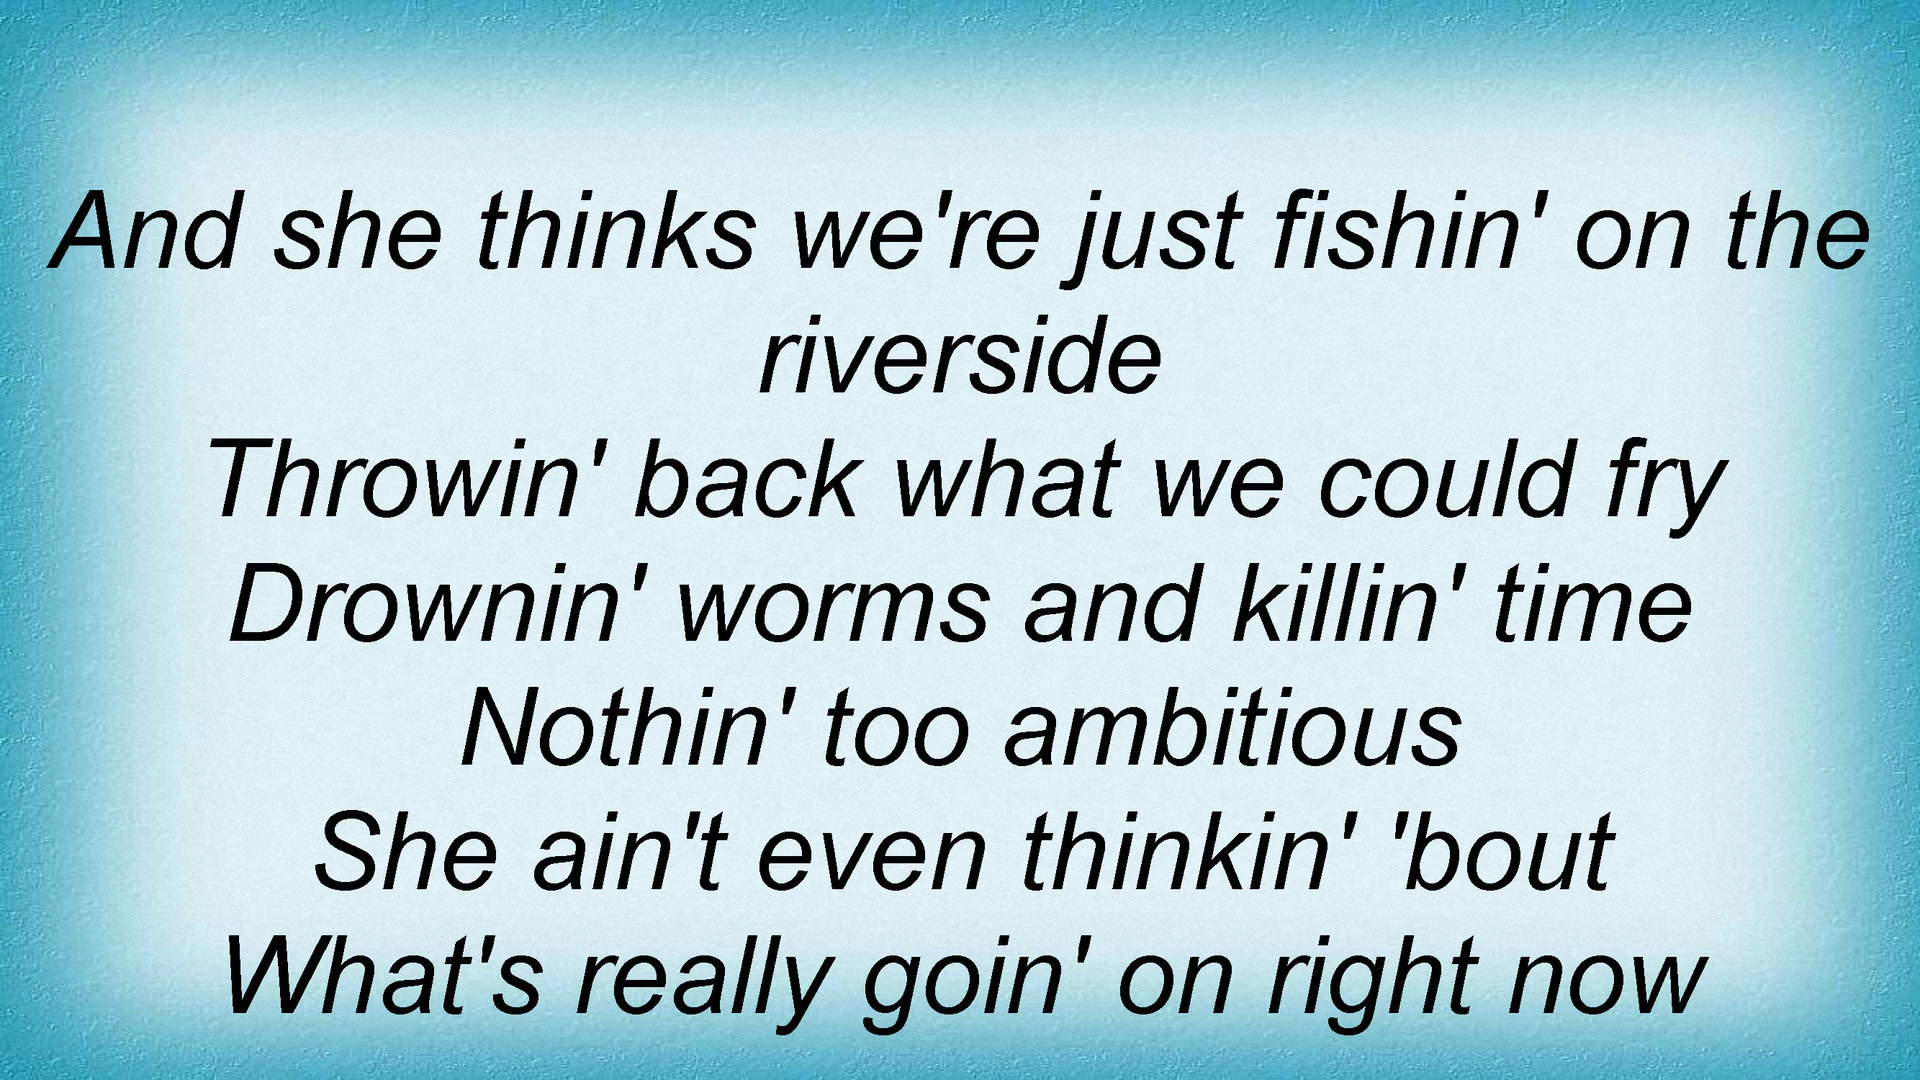 And she thinks we're just fishin' on the
riverside
Throwin' back what we could fry
Drownin' worms and killin' time
Nothin' too ambitious
She ain't even thinkin' 'bout
What's really goin' on right now